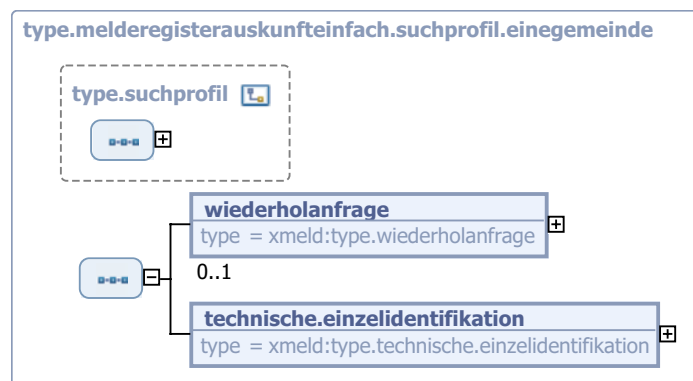 type.melderegisterauskunfteinfach.suchprofil.einegemeinde
type.suchprofil
wiederholanfrage
type = xmeld:type.wiederholanfrage
0..1
technische.einzelidentifikation
type = xmeld:type.technische.einzelidentifikation